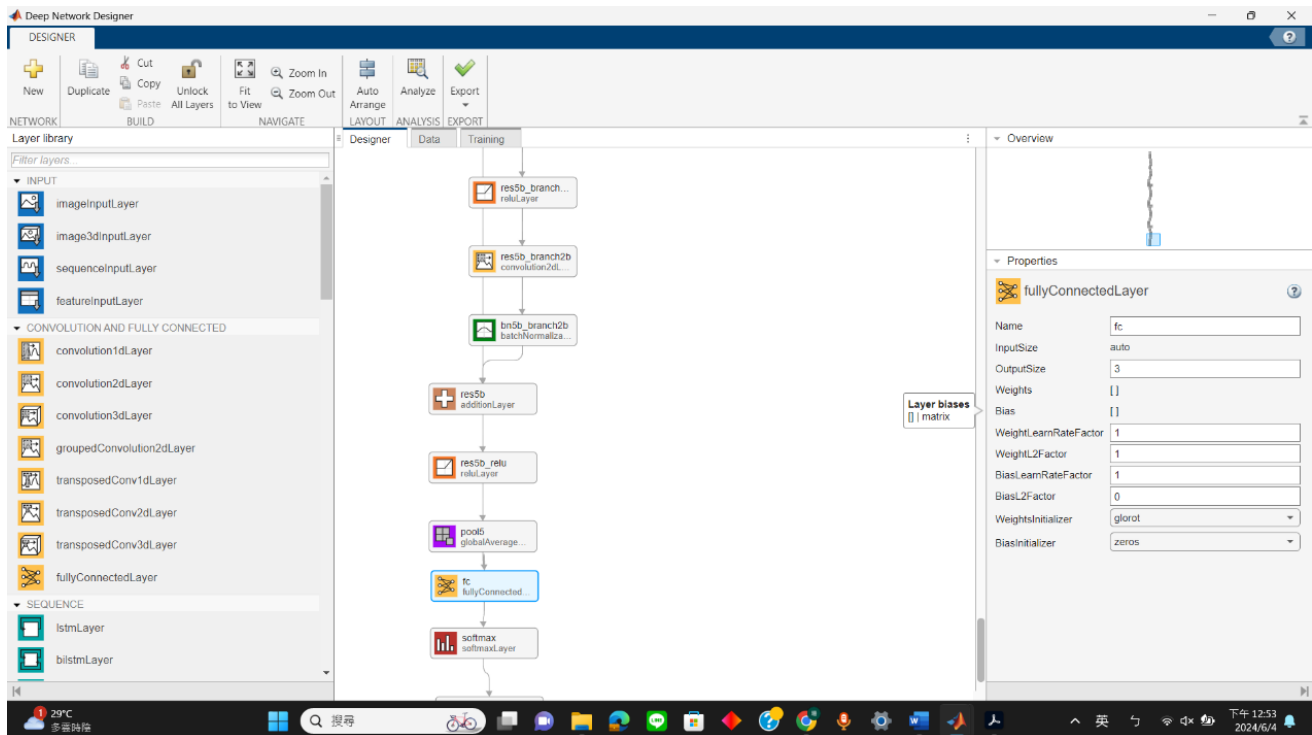 Deep Network Designer
DESIGNER
New
Duplicate
Cut
Copy
Paste
Unlock
All Layers
Fit
to View
Zoom In
Zoom Out
Auto
Arrange
Analyze
Export
NETWORK
BUILD
NAVIGATE
LAYOUT
ANALYSIS
EXPORT
Layer library
Filter layers...
INPUT
imageInputLayer
image3dInputLayer
sequenceInputLayer
featureInputLayer
CONVOLUTION AND FULLY CONNECTED
convolution1dLayer
convolution2dLayer
convolution3dLayer
groupedConvolution2dLayer
transposedConv1dLayer
transposedConv2dLayer
transposedConv3dLayer
fullyConnectedLayer
SEQUENCE
lstmLayer
bilstmLayer
Designer
Data
Training
res5b_branch...
reluLayer
res5b_branch2b
convolution2dL...
bn5b_branch2b
batchNormaliza...
res5b
additionLayer
res5b_relu
reluLayer
pool5
globalAverage...
fc
fullyConnected...
softmax
softmaxLayer
Layer biases
[] | matrix
Overview
Properties
fullyConnectedLayer
Name fc
InputSize auto
OutputSize 3
Weights [ ]
Bias [ ]
WeightLearnRateFactor 1
WeightL2Factor 1
BiasLearnRateFactor 1
BiasL2Factor 0
WeightsInitializer glorot
BiasInitializer zeros
1
29°C
多雲時陰
搜尋
英
ㄅ
下午 12:53
2024/6/4